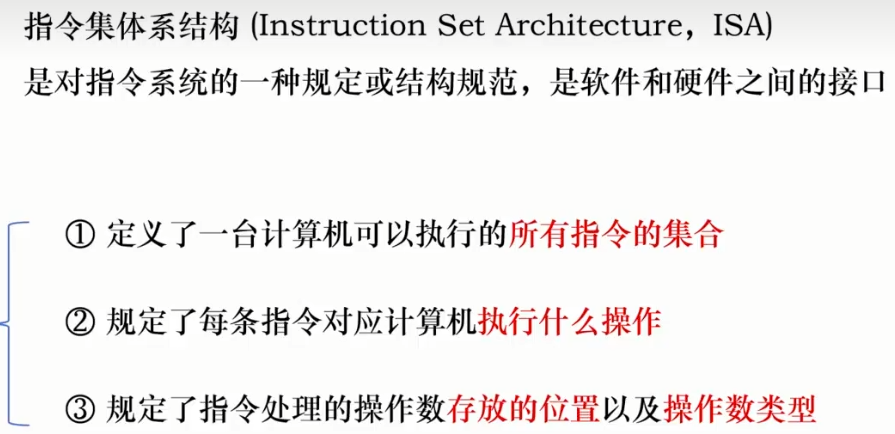 指令集体系结构 (Instruction Set Architecture，ISA)
是对指令系统的一种规定或结构规范，是软件和硬件之间的接口
① 定义了一台计算机可以执行的所有指令的集合
② 规定了每条指令对应计算机执行什么操作
③ 规定了指令处理的操作数存放的位置以及操作数类型